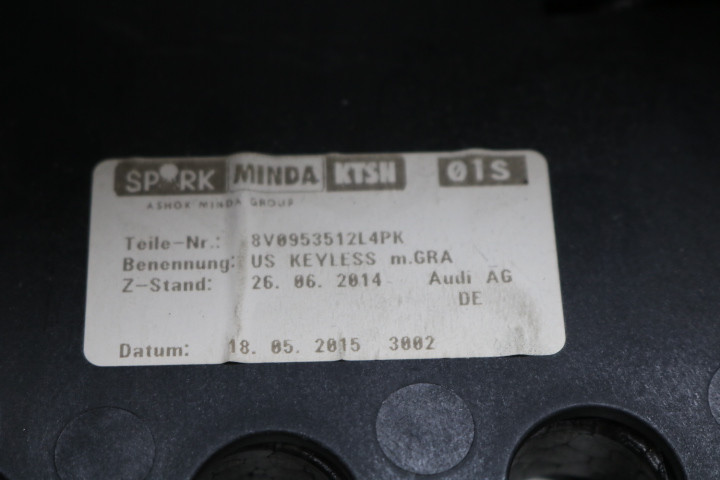 SPARK MINDA KTSN 01S
ASHOK MINDA GROUP
Teile-Nr.: 8V0953512L4PK
Benennung: US KEYLESS m.GRA
Z-Stand: 26. 06. 2014 Audi AG
DE
Datum: 18. 05. 2015 3002